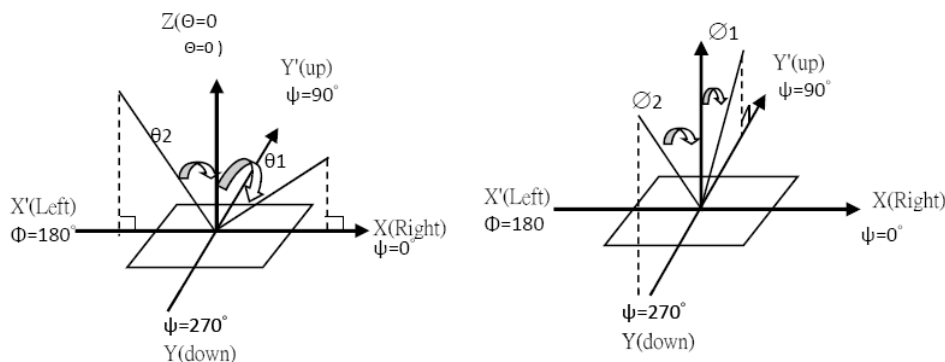 Z(Θ=0
Θ=0 )
Y'(up)
ψ=90°
θ2
θ1
X'(Left)
Φ=180°
X(Right)
ψ=0°
ψ=270°
Y(down)
∅1
Y'(up)
ψ=90°
∅2
X'(Left)
Φ=180
X(Right)
ψ=0°
ψ=270°
Y(down)